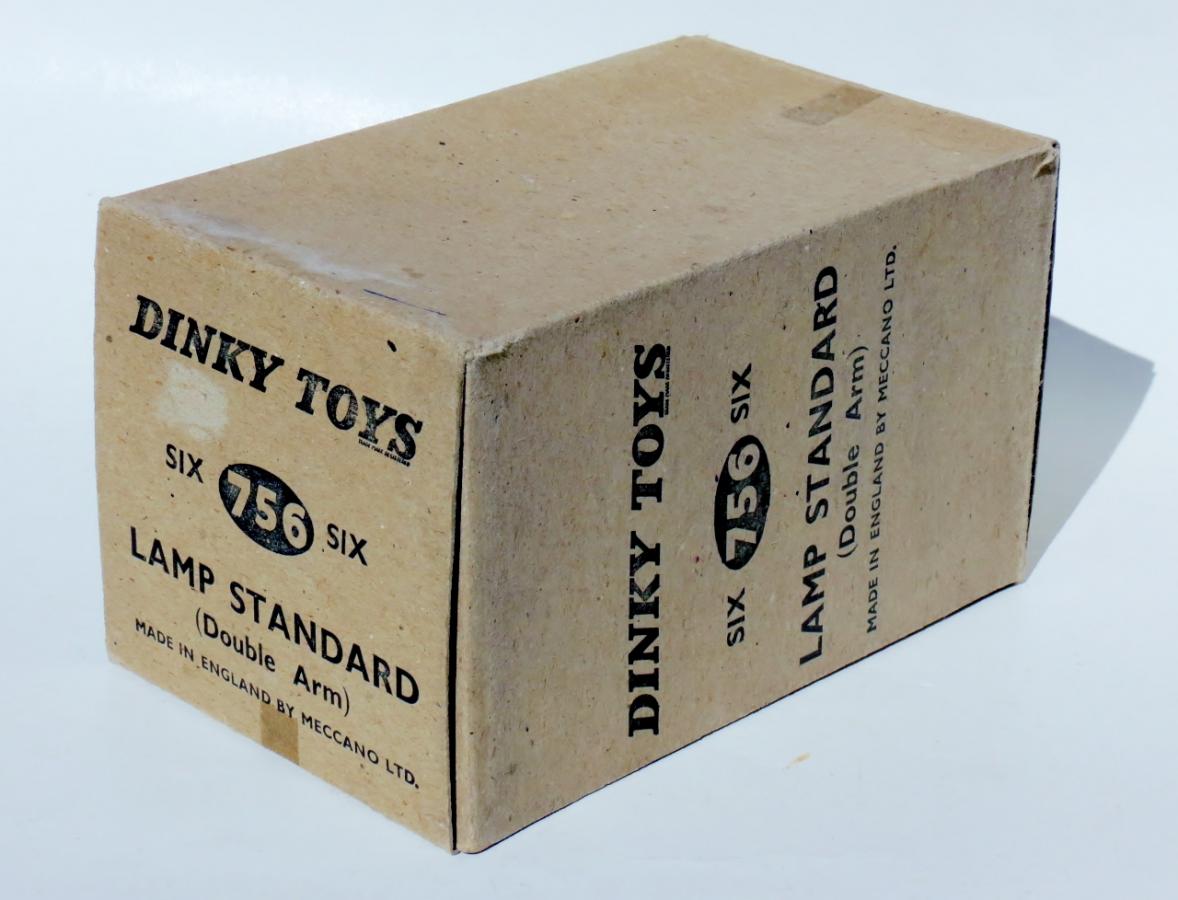 DINKY TOYS
SIX 756 SIX
LAMP STANDARD
(Double Arm)
MADE IN ENGLAND BY MECCANO LTD.
DINKY TOYS
SIX 756 SIX
LAMP STANDARD
(Double Arm)
MADE IN ENGLAND BY MECCANO LTD.